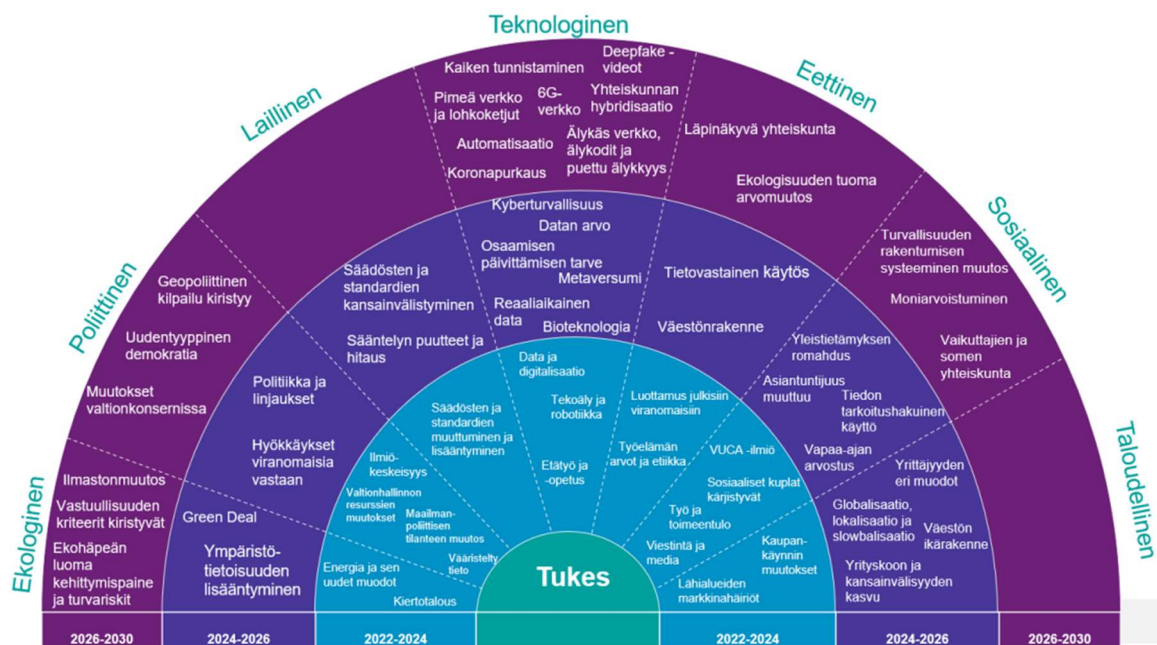 Teknologinen
Laillinen
Eettinen
Poliittinen
Sosiaalinen
Ekologinen
Taloudellinen
Kaiken tunnistaminen
Deepfake -
videot
Pimeä verkko
ja lohkoketjut
6G-
verkko
Yhteiskunnan
hybridisaatio
Automatisaatio
Älykäs verkko,
älykodit ja
puettu älykkyys
Koronapurkaus
Läpinäkyvä yhteiskunta
Ekologisuuden tuoma
arvomuutos
Turvallisuuden
rakentumisen
systeeminen muutos
Moniarvoistuminen
Vaikuttajien ja
somen
yhteiskunta
Geopoliittinen
kilpailu kiristyy
Uudentyyppinen
demokratia
Muutokset
valtionkonsernissa
Ilmastonmuutos
Vastuullisuuden
kriteerit kiristyvät
Ekohäpeän
luoma
kehittymispaine
ja turvariskit
Kyberturvallisuus
Datan arvo
Osaamisen
päivittämisen tarve
Metaversumi
Reaaliaikainen
data
Bioteknologia
Säädösten ja
standardien
kansainvälistyminen
Sääntelyn puutteet ja
hitaus
Tietovastainen käytös
Väestönrakenne
Yleistietämyksen
romahdus
Asiantuntijuus
muuttuu
Tiedon
tarkoitushakuinen
käyttö
Vapaa-ajan
arvostus
Politiikka ja
linjaukset
Hyökkäykset
viranomaisia
vastaan
Green Deal
Ympäristö-
tietoisuuden
lisääntyminen
Yrittäjyyden
eri muodot
Globalisaatio,
lokalisaatio ja
slowbalisaatio
Väestön
ikärakenne
Yrityskoon ja
kansainvälisyyden
kasvu
Data ja
digitalisaatio
Tekoäly ja
robotiikka
Etätyö ja
-opetus
Säädösten ja
standardien
muuttuminen ja
lisääntyminen
Luottamus julkisiin
viranomaisiin
Työelämän
arvot ja etiikka
VUCA -ilmiö
Sosiaaliset kuplat
kärjistyvät
Työ ja
toimeentulo
Viestintä ja
media
Ilmiö-
keskeisyys
Valtionhallinnon
resurssien
muutokset
Maailman-
poliittisen
tilanteen muutos
Vääristelty
tieto
Energia ja sen
uudet muodot
Kiertotalous
Kaupan-
käynnin
muutokset
Lähialueiden
markkinahäiriöt
Tukes
2026-2030
2024-2026
2022-2024
2022-2024
2024-2026
2026-2030